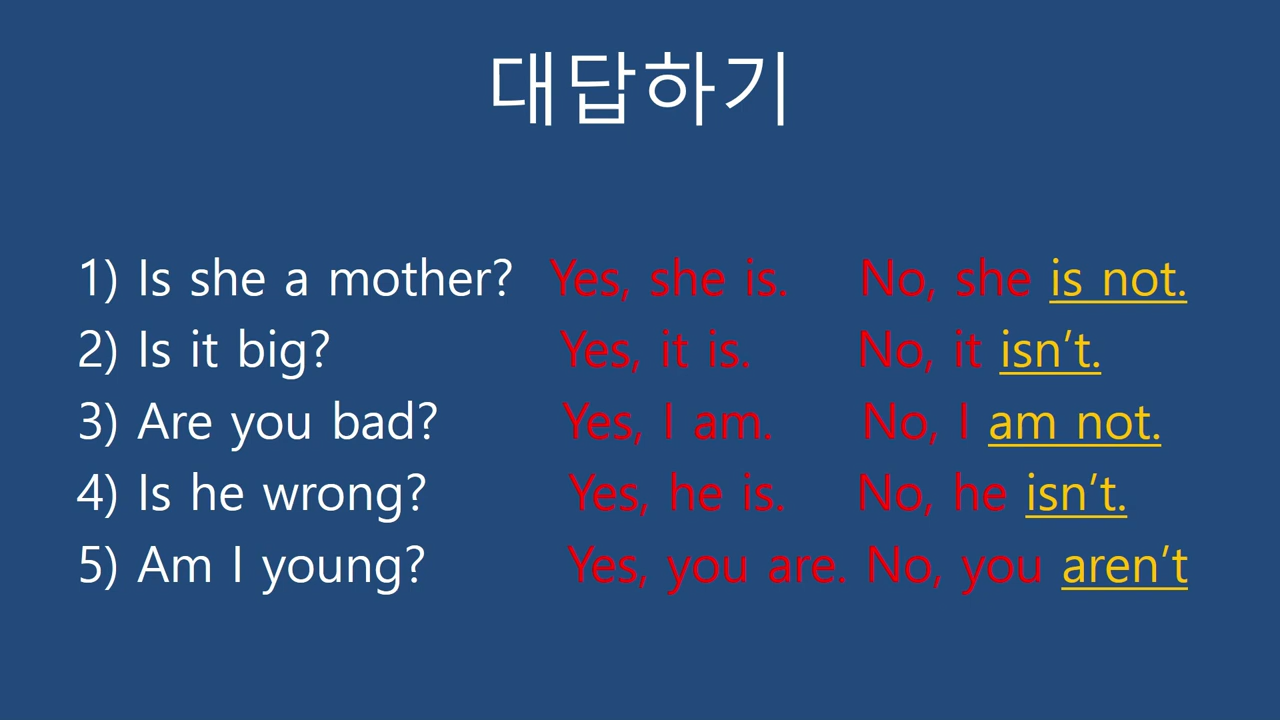 대답하기
1) Is she a mother? Yes, she is. No, she is not.
2) Is it big? Yes, it is. No, it isn’t.
3) Are you bad? Yes, I am. No, I am not.
4) Is he wrong? Yes, he is. No, he isn’t.
5) Am I young? Yes, you are. No, you aren’t